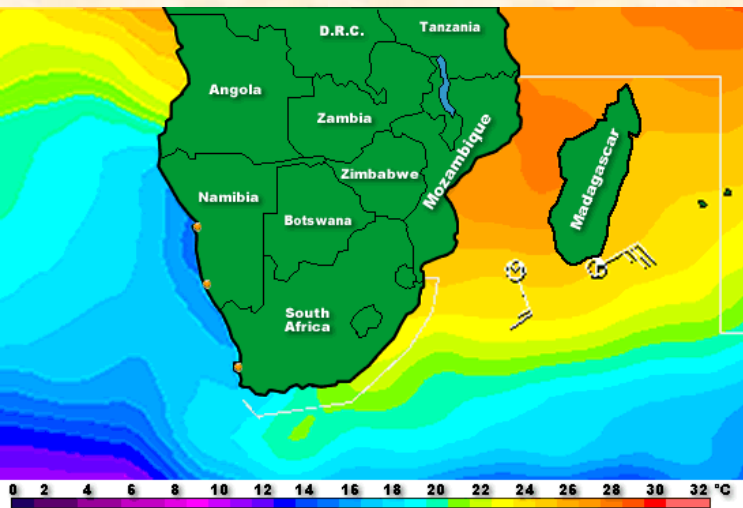 D.R.C.
Tanzania
Angola
Zambia
Mozambique
Zimbabwe
Madagascar
Namibia
Botswana
South
Africa
0 2 4 6 8 10 12 14 16 18 20 22 24 26 28 30 32 °C